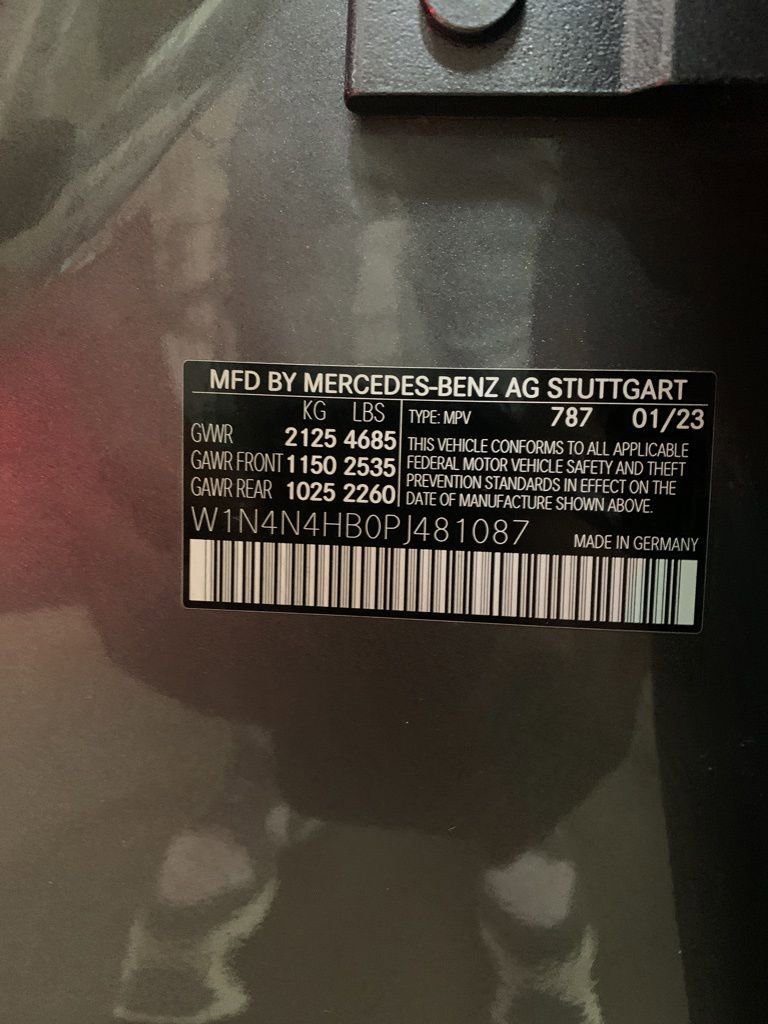 MFD BY MERCEDES-BENZ AG STUTTGART
KG LBS
GVWR 2125 4685
GAWR FRONT 1150 2535
GAWR REAR 1025 2260
TYPE: MPV 787 01/23
THIS VEHICLE CONFORMS TO ALL APPLICABLE
FEDERAL MOTOR VEHICLE SAFETY AND THEFT
PREVENTION STANDARDS IN EFFECT ON THE
DATE OF MANUFACTURE SHOWN ABOVE.
W1N4N4HB0PJ481087
MADE IN GERMANY